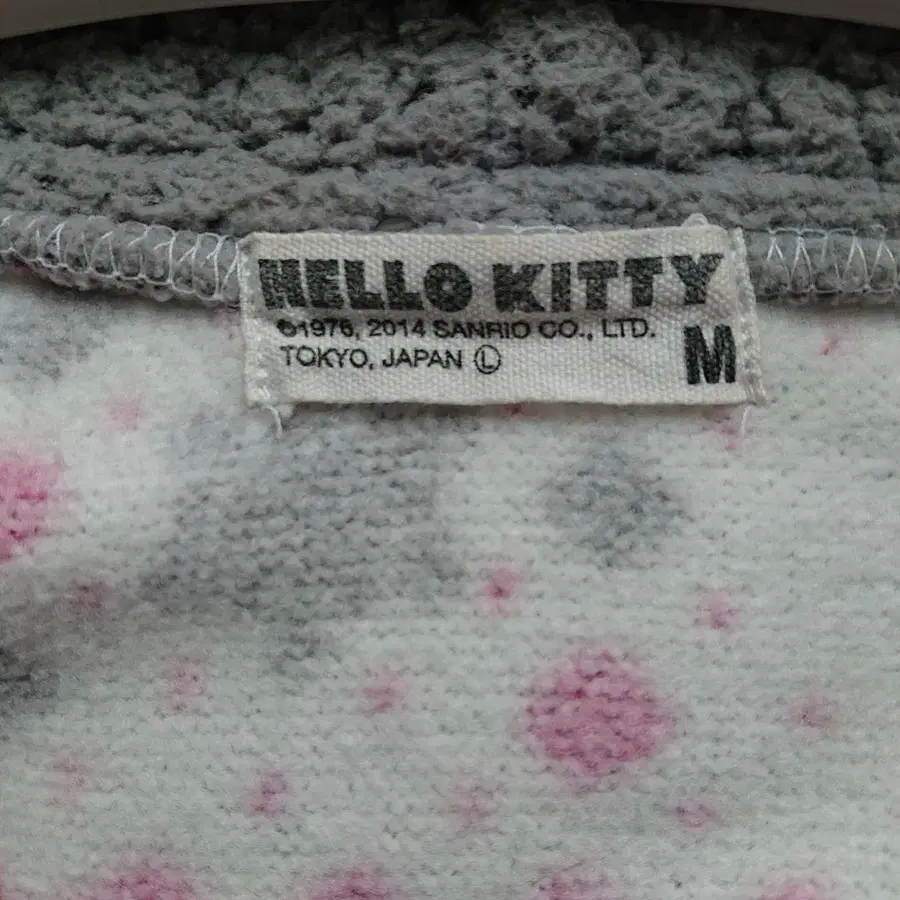 HELLO KITTY
©1976, 2014 SANRIO CO., LTD.
TOKYO, JAPAN Ⓛ
M